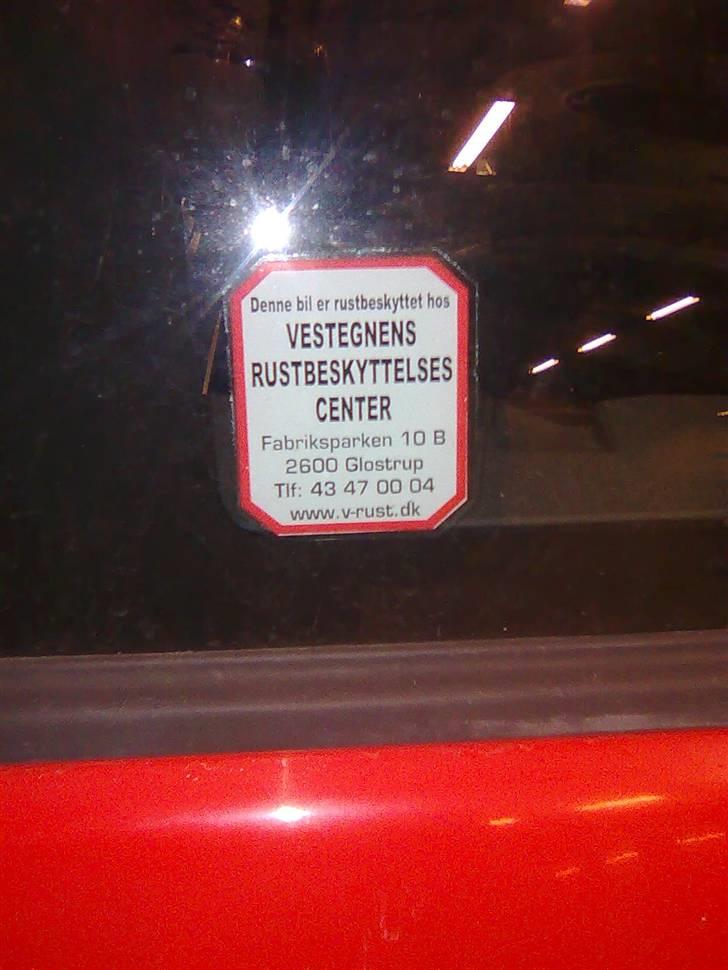 Denne bil er rustbeskyttet hos
VESTEGNENS
RUSTBESKYTTELSES
CENTER
Fabriksparken 10 B
2600 Glostrup
Tlf: 43 47 00 04
www.v-rust.dk